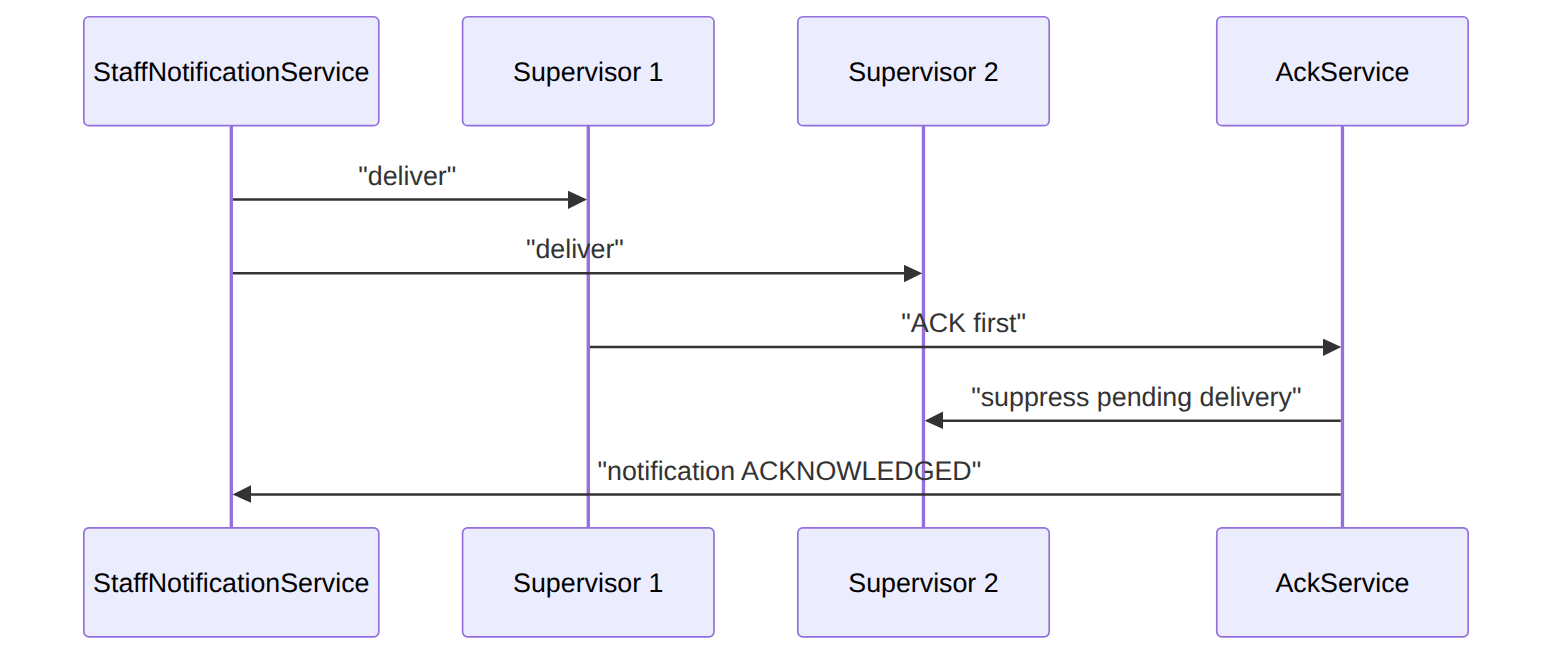 StaffNotificationService
Supervisor 1
Supervisor 2
AckService
"deliver"
"deliver"
"ACK first"
"suppress pending delivery"
"notification ACKNOWLEDGED"
StaffNotificationService
Supervisor 1
Supervisor 2
AckService